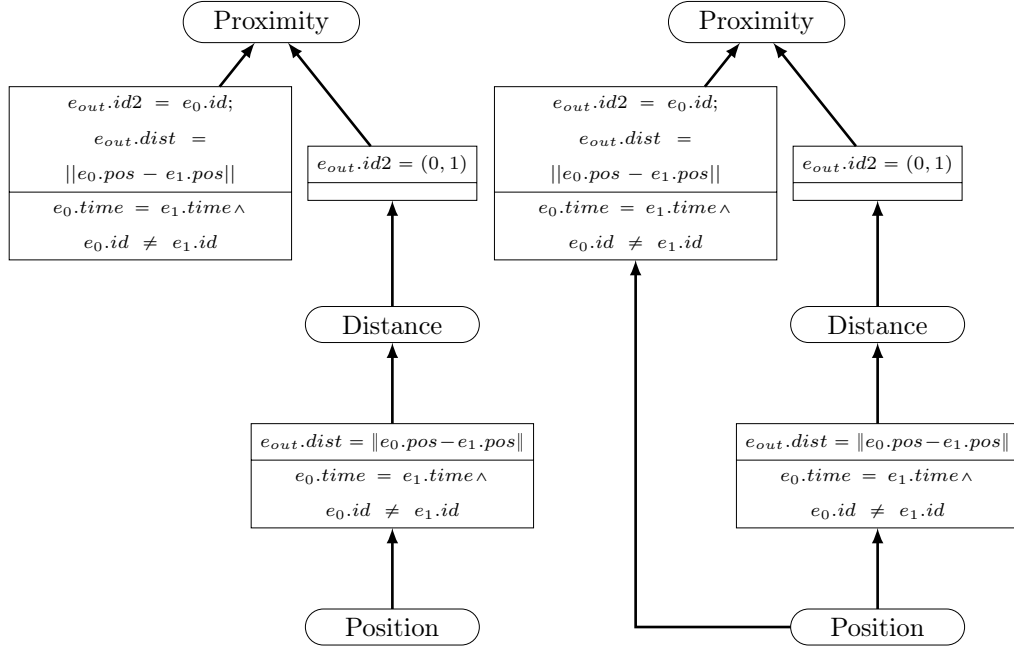 Proximity
e_out.id2 = e_0.id;
e_out.dist =
||e_0.pos − e_1.pos||
e_0.time = e_1.time∧
e_0.id ≠ e_1.id
e_out.id2 = (0, 1)
Distance
e_out.dist = ‖e_0.pos−e_1.pos‖
e_0.time = e_1.time∧
e_0.id ≠ e_1.id
Position
Proximity
e_out.id2 = e_0.id;
e_out.dist =
||e_0.pos − e_1.pos||
e_0.time = e_1.time∧
e_0.id ≠ e_1.id
e_out.id2 = (0, 1)
Distance
e_out.dist = ‖e_0.pos−e_1.pos‖
e_0.time = e_1.time∧
e_0.id ≠ e_1.id
Position